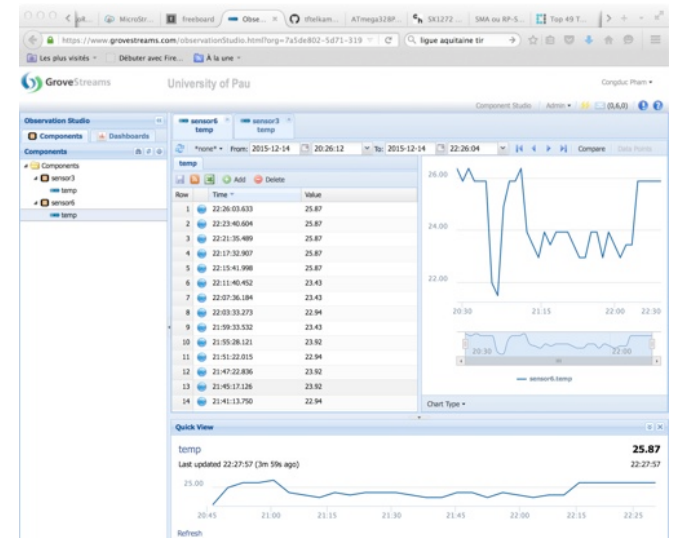 MicroStr... freeboard Obse... tftelkam... ATmega328P... SX1272 ... SMA ou RP-S... Top 49 T...
https://www.grovestreams.com/observationStudio.html?org=7a5de802-5d71-319 ligue aquitaine tir
Les plus visités Débuter avec Fire... À la une
GroveStreams University of Pau Congduc Pham
Component Studio Admin (0,6,0)
Observation Studio
Components Dashboards
Components
Components
sensor3
temp
sensor6
temp
sensor6 temp sensor3 temp
*none* From: 2015-12-14 20:26:12 To: 2015-12-14 22:26:04 Compare Data Points
temp
Add Delete
Row Time Value
1 22:26:03.633 25.87
2 22:23:40.604 25.87
3 22:21:35.489 25.87
4 22:17:32.907 25.87
5 22:15:41.998 25.87
6 22:11:40.452 23.43
7 22:07:36.184 23.43
8 22:03:33.273 22.94
9 21:59:33.532 23.43
10 21:55:28.121 23.92
11 21:51:22.015 22.94
12 21:47:22.836 23.92
13 21:45:17.126 23.92
14 21:41:13.750 22.94
26.00
24.00
22.00
20:30 21:15 22:00 22:30
20:30 22:00
sensor6.temp
Chart Type
Quick View
temp 25.87
Last updated 22:27:57 (3m 59s ago) 22:27:57
25.00
20:45 21:00 21:15 21:30 21:45 22:00 22:15 22:25
Refresh